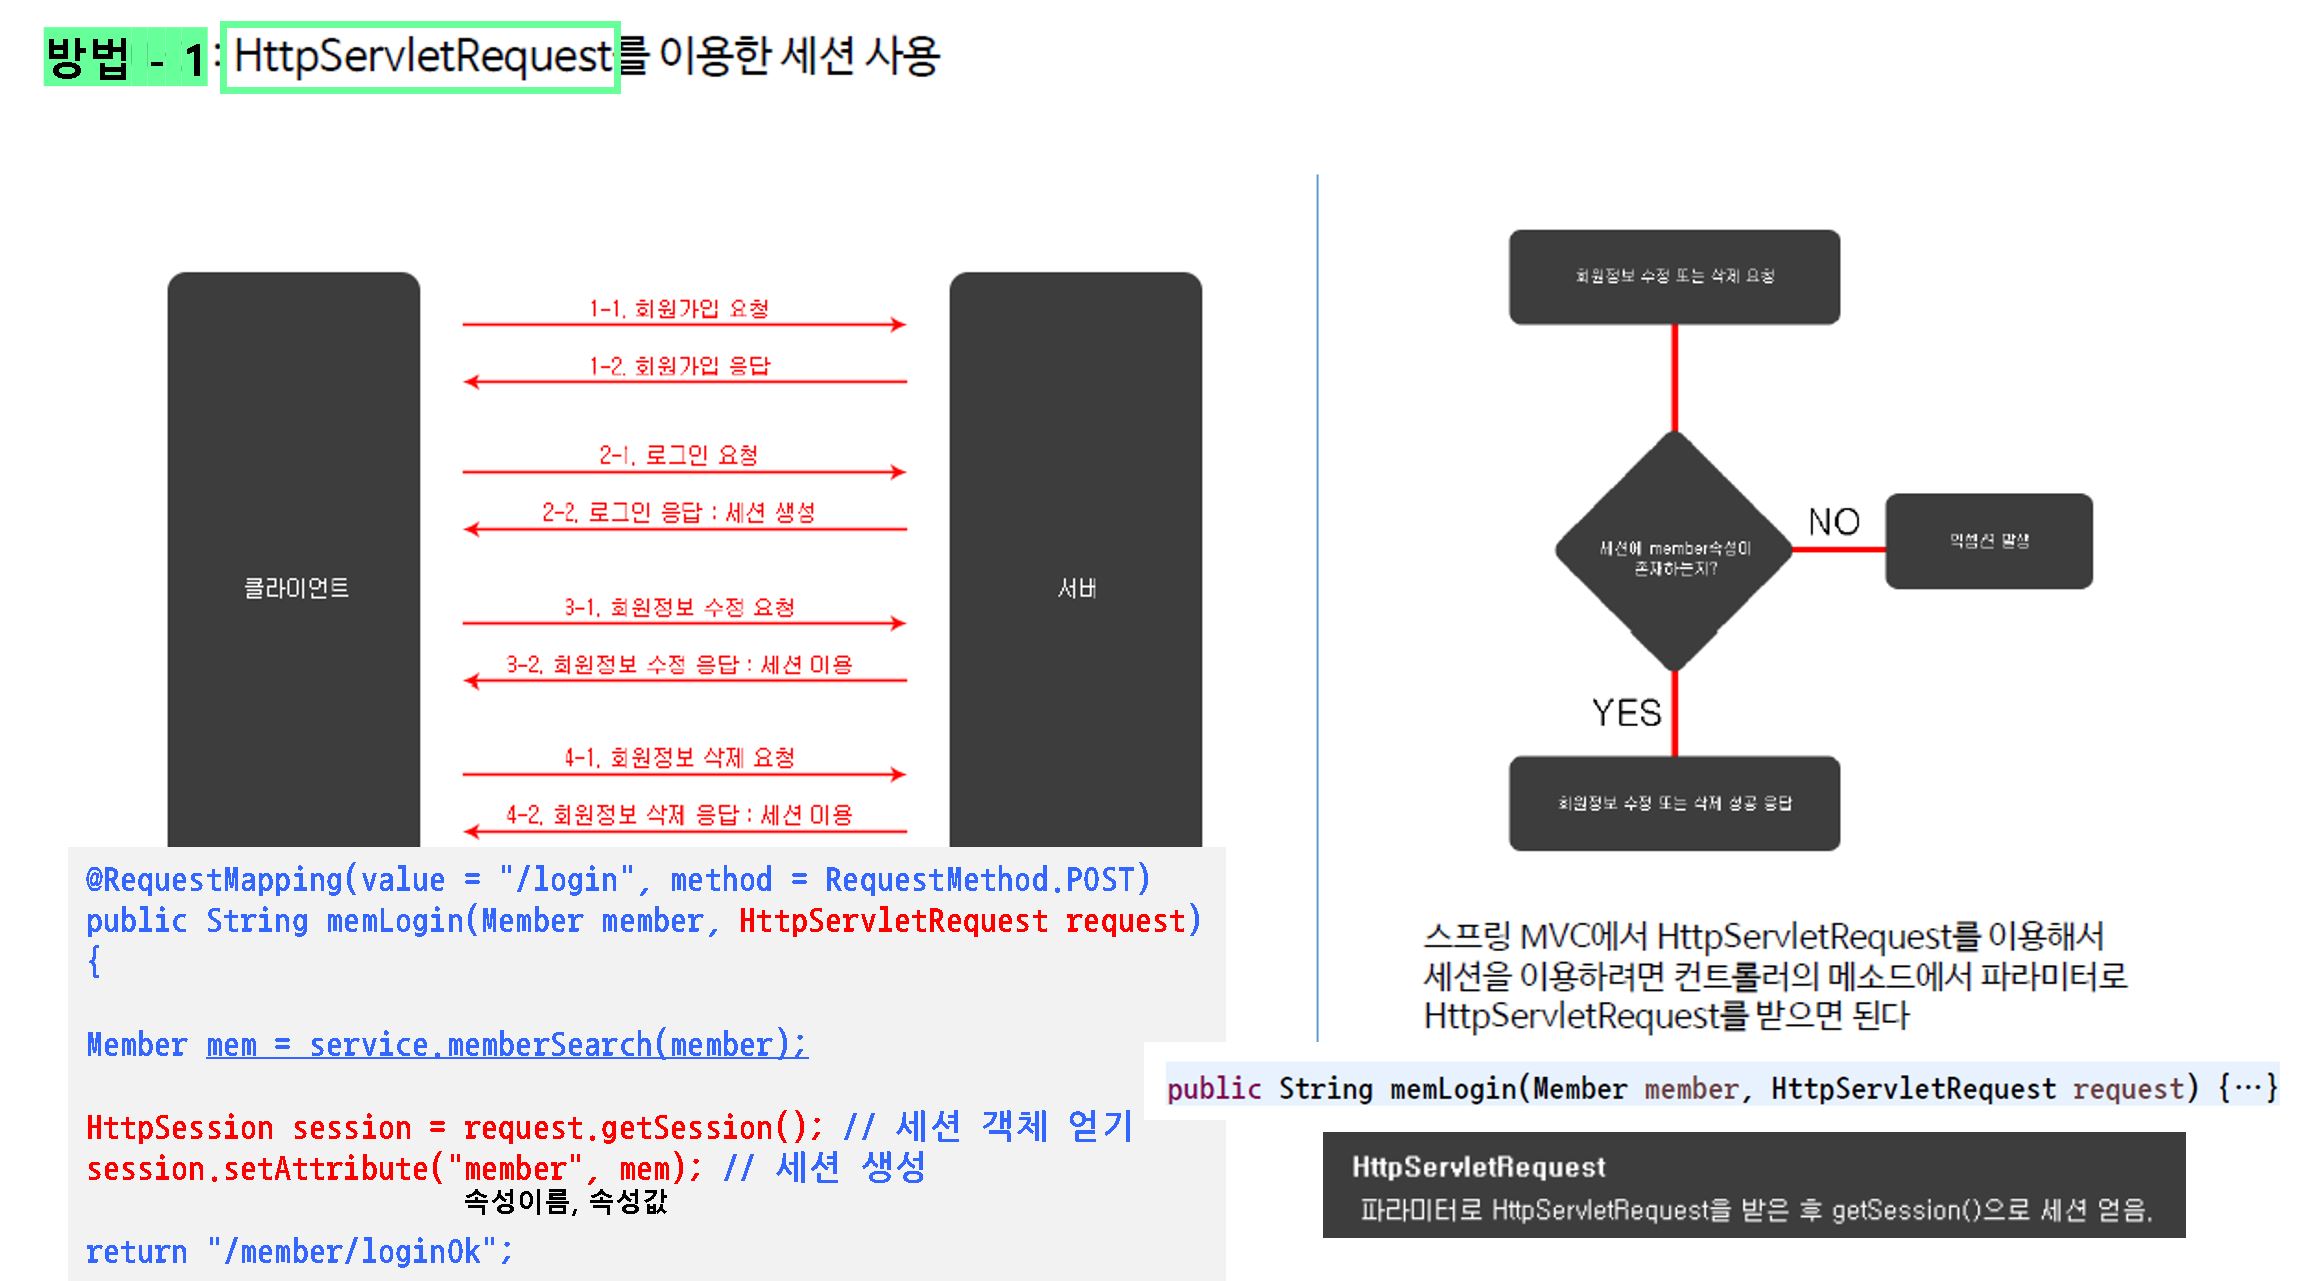 방법 - 1 : HttpServletRequest를 이용한 세션 사용
클라이언트
1-1. 회원가입 요청
1-2. 회원가입 응답
2-1. 로그인 요청
2-2. 로그인 응답 : 세션 생성
3-1. 회원정보 수정 요청
3-2. 회원정보 수정 응답 : 세션 이용
4-1. 회원정보 삭제 요청
4-2. 회원정보 삭제 응답 : 세션 이용
서버
@RequestMapping(value = "/login", method = RequestMethod.POST)
public String memLogin(Member member, HttpServletRequest request)
{
Member mem = service.memberSearch(member);
HttpSession session = request.getSession(); // 세션 객체 얻기
session.setAttribute("member", mem); // 세션 생성
속성이름, 속성값
return "/member/loginOk";
회원정보 수정 또는 삭제 요청
세션에 member속성이
존재하는지?
NO
익셉션 발생
YES
회원정보 수정 또는 삭제 성공 응답
스프링 MVC에서 HttpServletRequest를 이용해서
세션을 이용하려면 컨트롤러의 메소드에서 파라미터로
HttpServletRequest를 받으면 된다
public String memLogin(Member member, HttpServletRequest request) {…}
HttpServletRequest
파라미터로 HttpServletRequest을 받은 후 getSession()으로 세션 얻음.